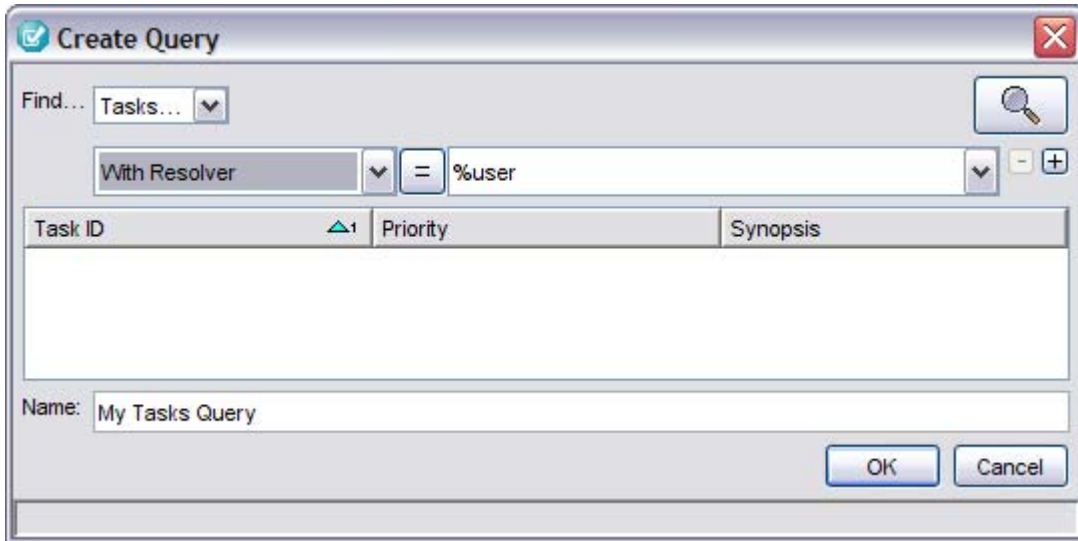 Create Query
Find... Tasks...
With Resolver = %user - +
Task ID 1 Priority Synopsis
Name: My Tasks Query
OK Cancel